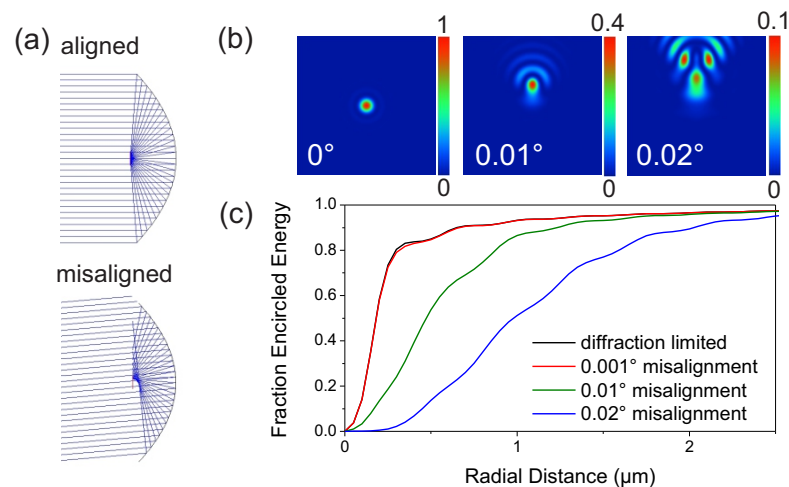 (a)
aligned
misaligned
(b)
1
0
0°
0.4
0
0.01°
0.1
0
0.02°
(c)
Fraction Encircled Energy
1.0
0.8
0.6
0.4
0.2
0.0
0
1
2
Radial Distance (µm)
diffraction limited
0.001° misalignment
0.01° misalignment
0.02° misalignment